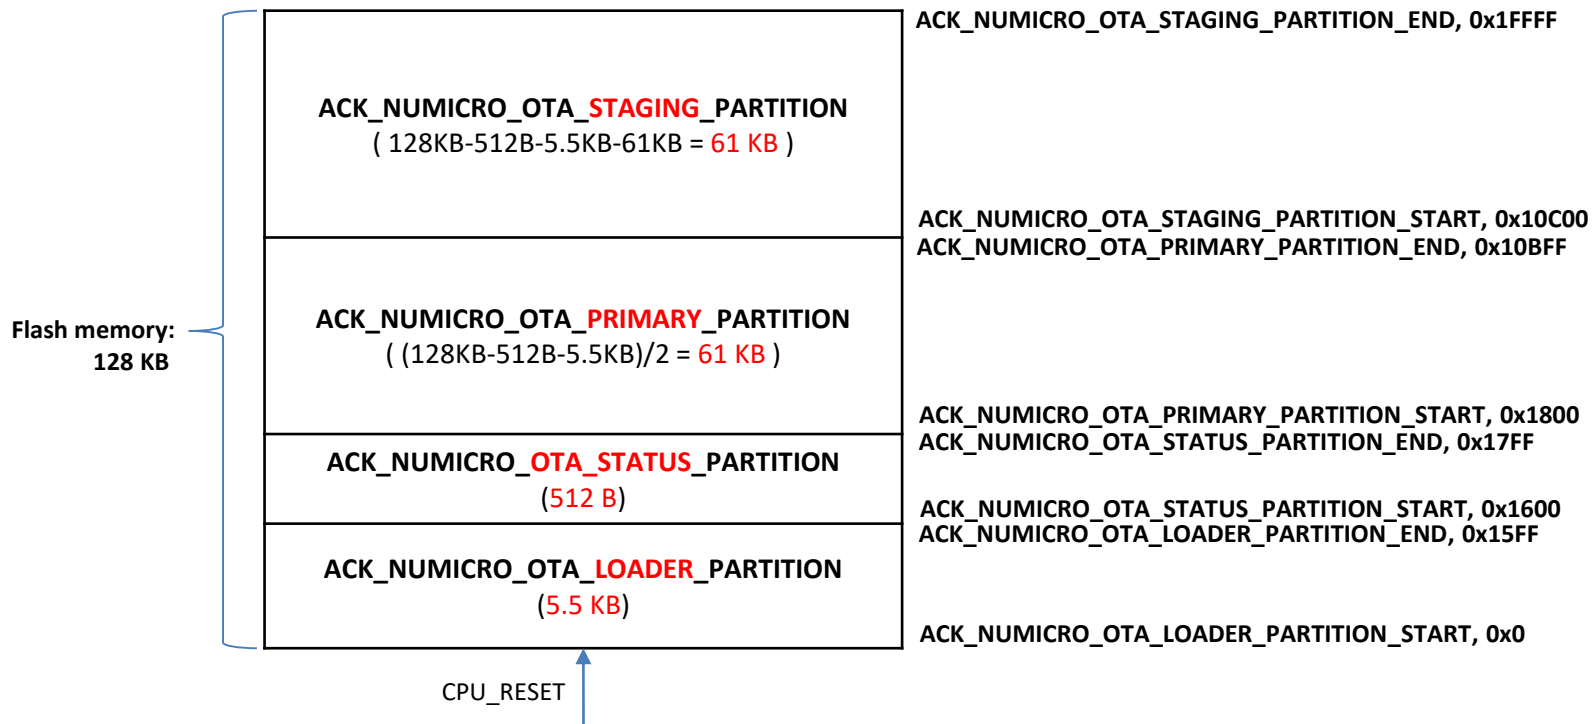 ACK_NUMICRO_OTA_STAGING_PARTITION_END, 0x1FFFF
ACK_NUMICRO_OTA_STAGING_PARTITION
( 128KB-512B-5.5KB-61KB = 61 KB )
ACK_NUMICRO_OTA_STAGING_PARTITION_START, 0x10C00
ACK_NUMICRO_OTA_PRIMARY_PARTITION_END, 0x10BFF
Flash memory:
128 KB
ACK_NUMICRO_OTA_PRIMARY_PARTITION
( (128KB-512B-5.5KB)/2 = 61 KB )
ACK_NUMICRO_OTA_PRIMARY_PARTITION_START, 0x1800
ACK_NUMICRO_OTA_STATUS_PARTITION_END, 0x17FF
ACK_NUMICRO_OTA_STATUS_PARTITION
(512 B)
ACK_NUMICRO_OTA_STATUS_PARTITION_START, 0x1600
ACK_NUMICRO_OTA_LOADER_PARTITION_END, 0x15FF
ACK_NUMICRO_OTA_LOADER_PARTITION
(5.5 KB)
ACK_NUMICRO_OTA_LOADER_PARTITION_START, 0x0
CPU_RESET